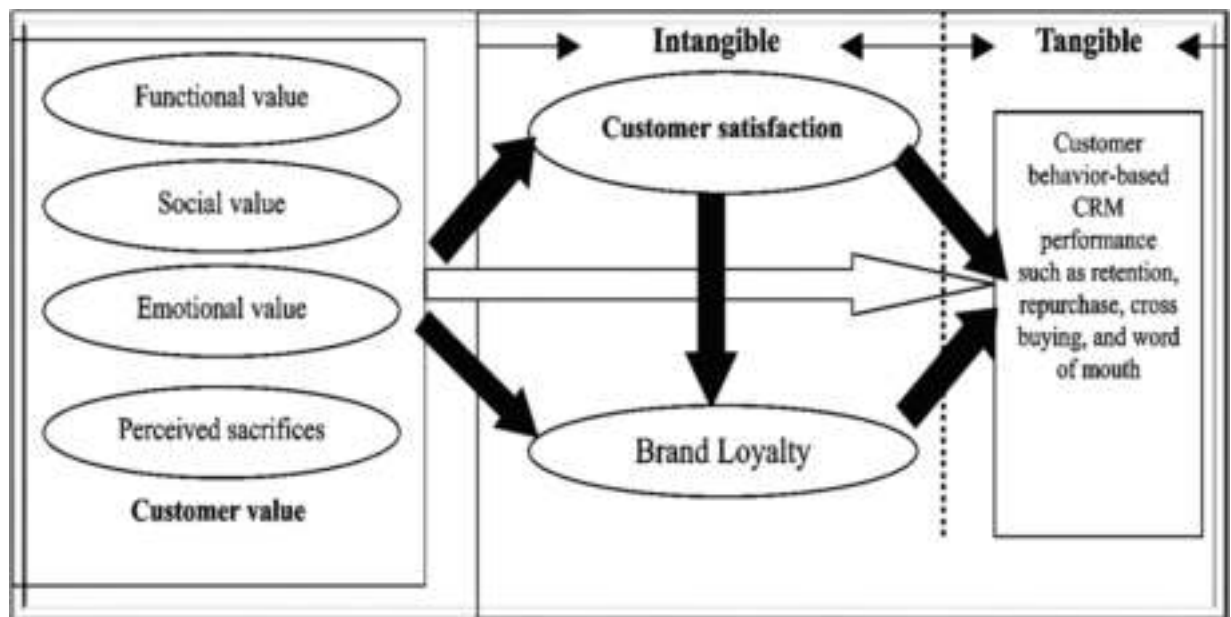 Functional value
Social value
Emotional value
Perceived sacrifices
Customer value
Intangible
Tangible
Customer satisfaction
Brand Loyalty
Customer
behavior-based
CRM
performance
such as retention,
repurchase, cross
buying, and word
of mouth